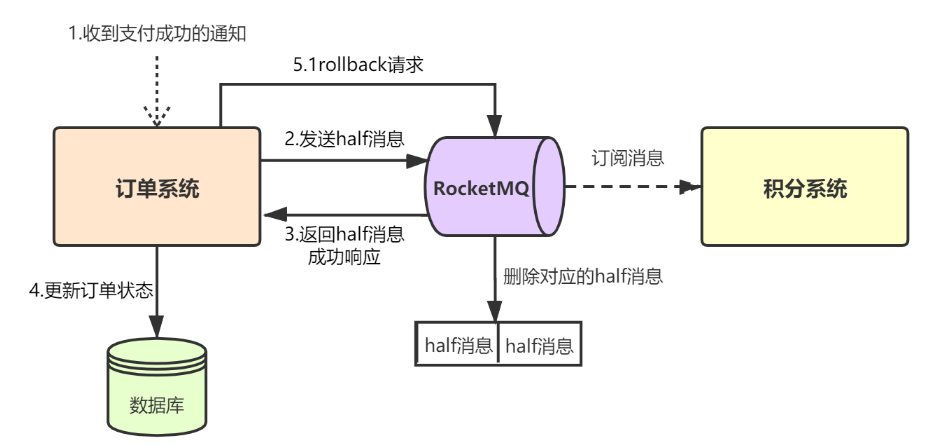 1.收到支付成功的通知
5.1rollback请求
2.发送half消息
订阅消息
订单系统
RocketMQ
积分系统
3.返回half消息
成功响应
删除对应的half消息
4.更新订单状态
half消息
half消息
数据库